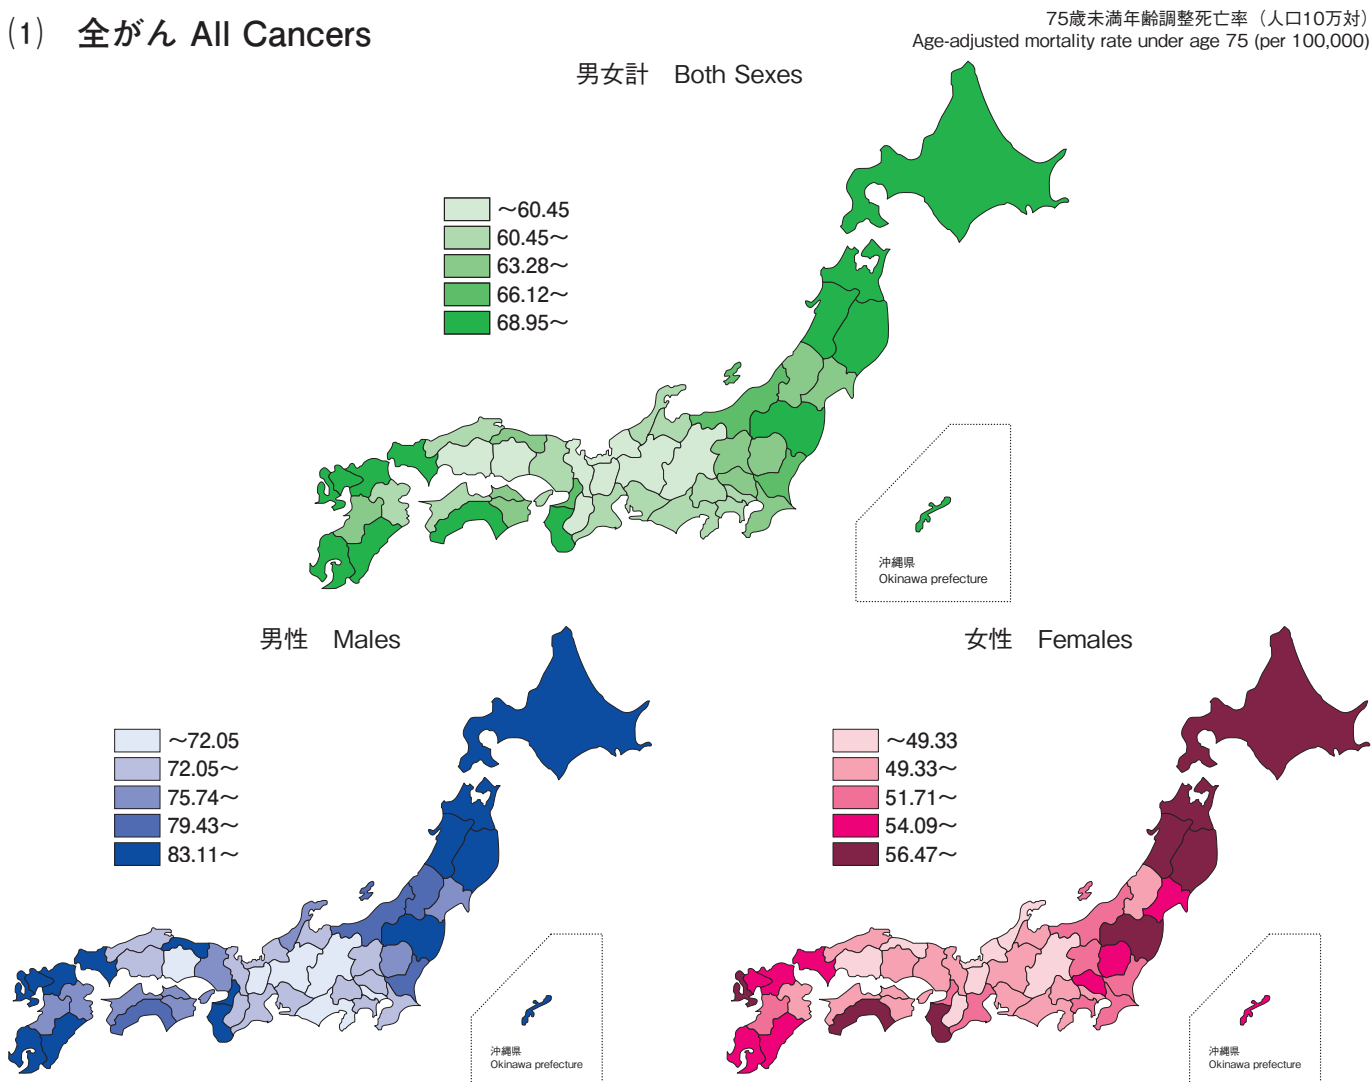 (1) 全がん All Cancers
75歳未満年齢調整死亡率（人口10万対）
Age-adjusted mortality rate under age 75 (per 100,000)
男女計 Both Sexes
～60.45
60.45～
63.28～
66.12～
68.95～
沖縄県
Okinawa prefecture
男性 Males
～72.05
72.05～
75.74～
79.43～
83.11～
沖縄県
Okinawa prefecture
女性 Females
～49.33
49.33～
51.71～
54.09～
56.47～
沖縄県
Okinawa prefecture